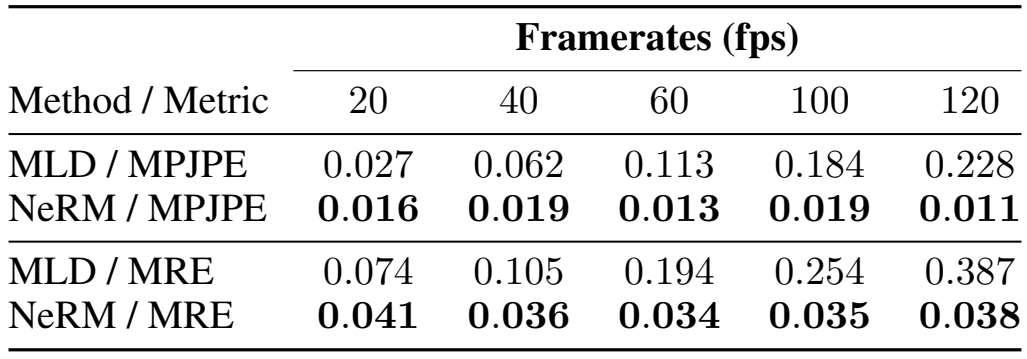 Framerates (fps)
Method / Metric 20 40 60 100 120
MLD / MPJPE 0.027 0.062 0.113 0.184 0.228
NeRM / MPJPE 0.016 0.019 0.013 0.019 0.011
MLD / MRE 0.074 0.105 0.194 0.254 0.387
NeRM / MRE 0.041 0.036 0.034 0.035 0.038